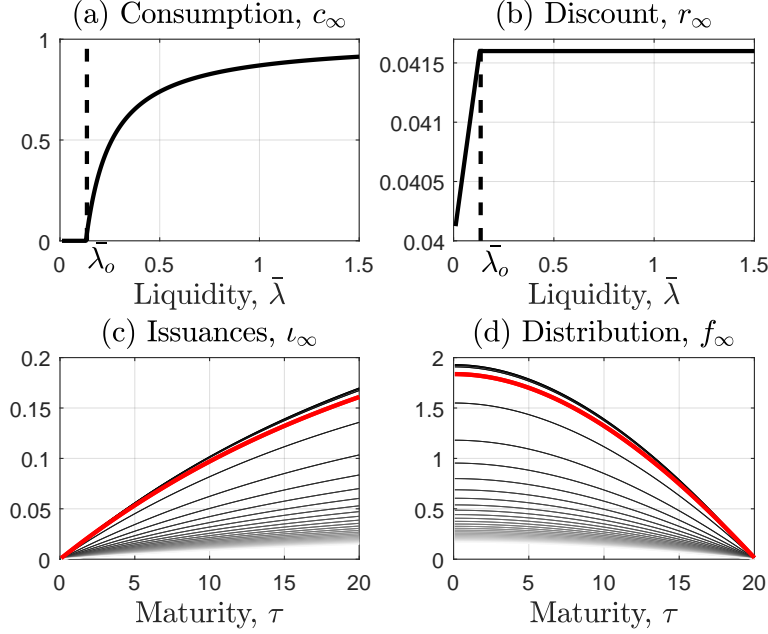 (a) Consumption, c∞
(b) Discount, r∞
1
0.5
0
0 λ̄ₒ 0.5 1 1.5
Liquidity, λ̄
0.0415
0.041
0.0405
0.04
0 λ̄ₒ 0.5 1 1.5
Liquidity, λ̄
(c) Issuances, ι∞
(d) Distribution, f∞
0.2
0.15
0.1
0.05
0
0 5 10 15 20
Maturity, τ
2
1.5
1
0.5
0
0 5 10 15 20
Maturity, τ